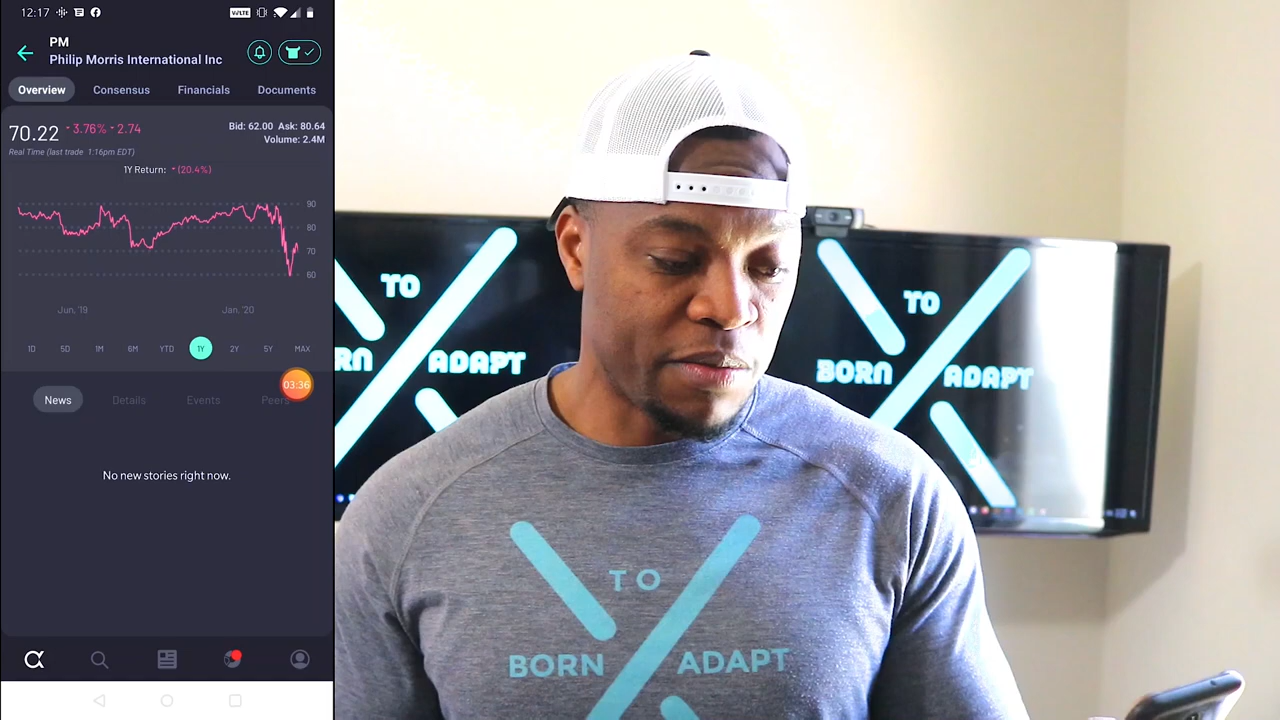 12:17
VoLTE
PM
Philip Morris International Inc
Overview
Consensus
Financials
Documents
70.22 - 3.76% - 2.74
Bid: 62.00 Ask: 80.64
Volume: 2.4M
Real Time (last trade 1:16pm EDT)
1Y Return: - (20.4%)
90
80
70
60
Jun, '19
Jan, '20
1D
5D
1M
6M
YTD
1Y
2Y
5Y
MAX
03:36
News
Details
Events
Peers
No new stories right now.
TO
RN
ADAPT
TO
BORN
ADAPT
TO
BORN
ADAPT